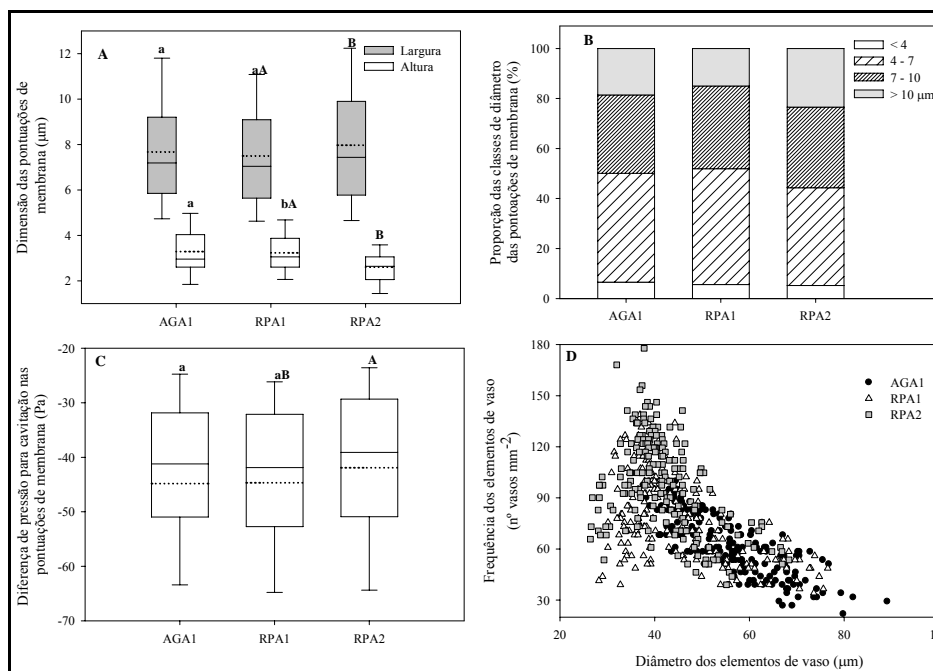 A
a
aA
B
Largura
Altura
a
bA
B
12
10
8
6
4
2
Dimensão das pontuações de
membrana (μm)
AGA1
RPA1
RPA2
B
< 4
4 - 7
7 - 10
> 10 μm
100
80
60
40
20
0
Proporção das classes de diâmetro
das pontoações de membrana (%)
AGA1
RPA1
RPA2
C
a
aB
A
-20
-30
-40
-50
-60
-70
Diferença de pressão para cavitação nas
pontuações de membrana (Pa)
AGA1
RPA1
RPA2
D
AGA1
RPA1
RPA2
180
150
120
90
60
30
Frequência dos elementos de vaso
(nº vasos mm-2)
20
40
60
80
Diâmetro dos elementos de vaso (μm)